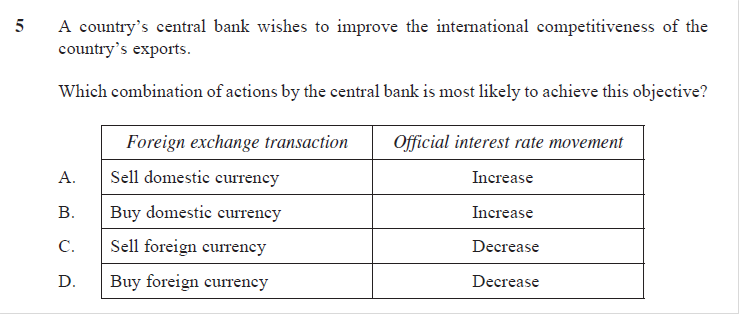 5 A country's central bank wishes to improve the international competitiveness of the
country's exports.
Which combination of actions by the central bank is most likely to achieve this objective?
Foreign exchange transaction Official interest rate movement
A. Sell domestic currency Increase
B. Buy domestic currency Increase
C. Sell foreign currency Decrease
D. Buy foreign currency Decrease